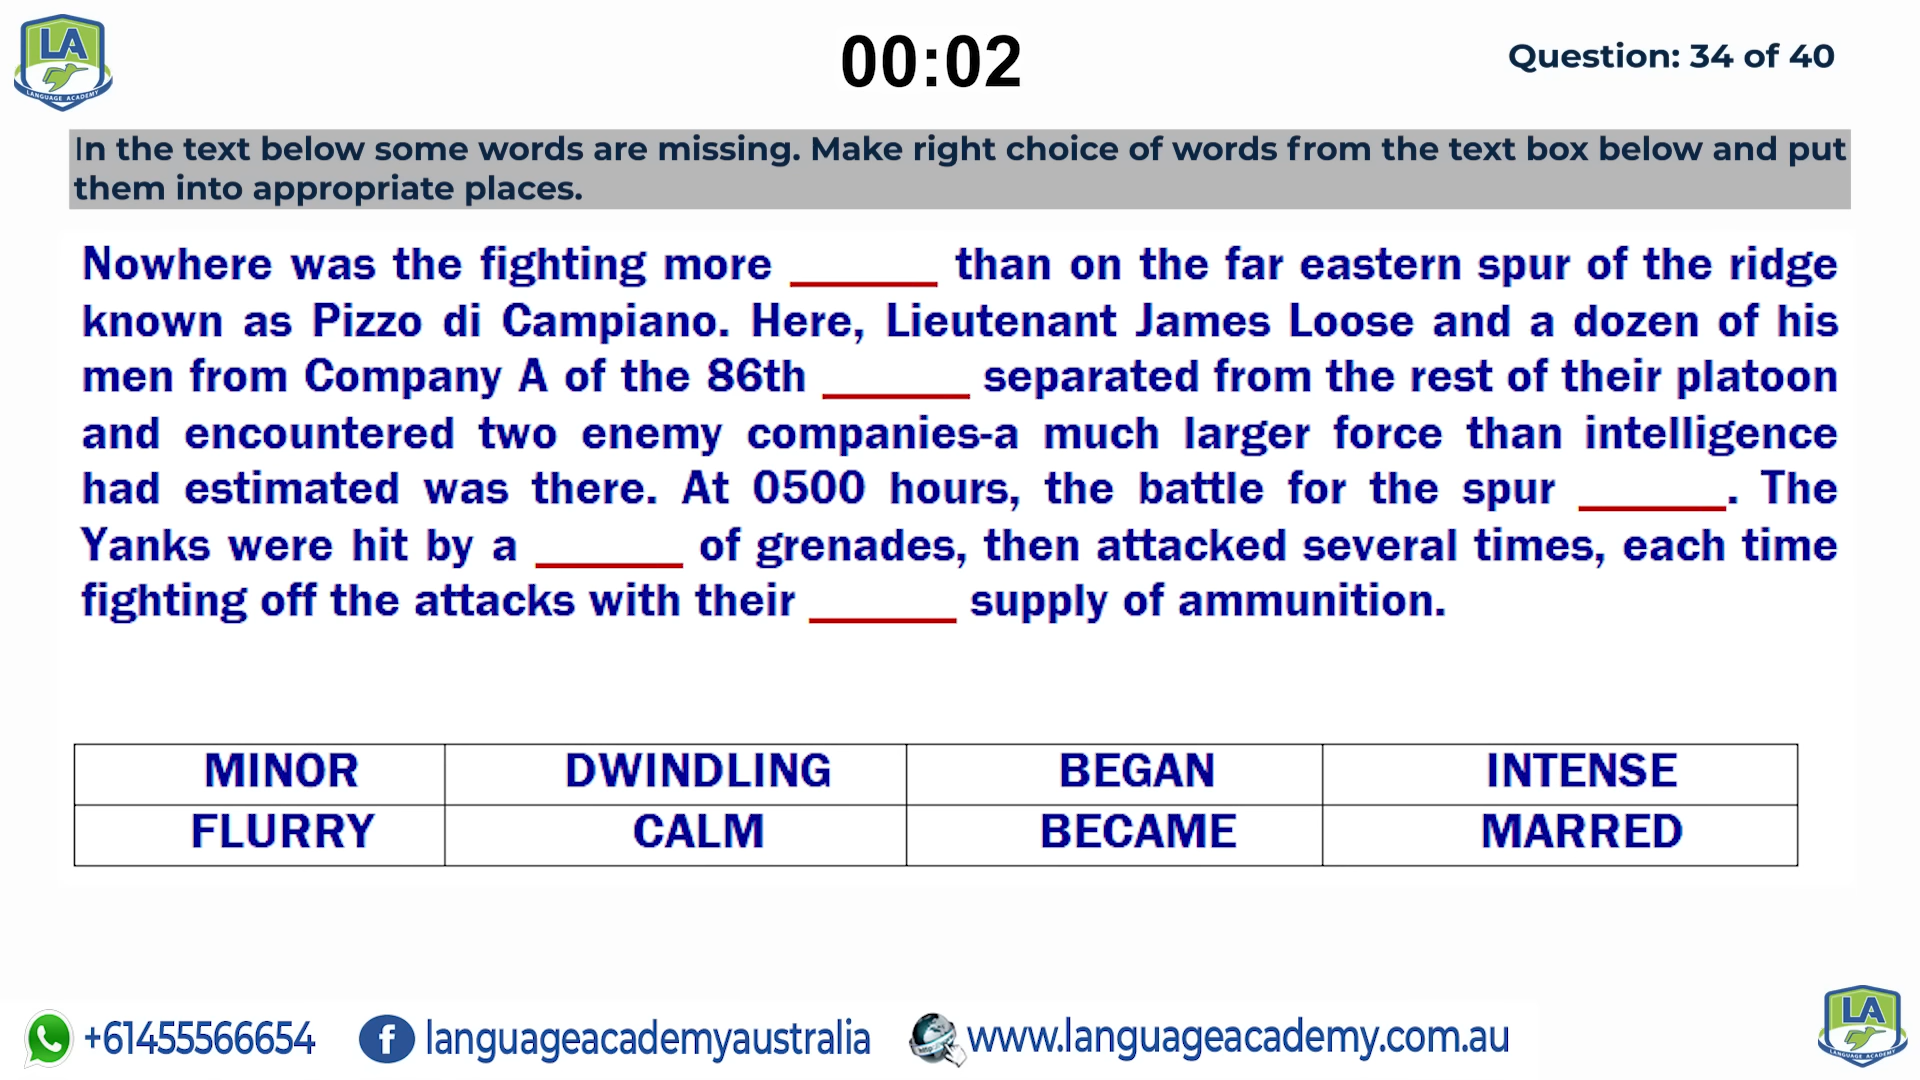 LA
LANGUAGE ACADEMY
00:02
Question: 34 of 40
In the text below some words are missing. Make right choice of words from the text box below and put
them into appropriate places.
Nowhere was the fighting more ______ than on the far eastern spur of the ridge
known as Pizzo di Campiano. Here, Lieutenant James Loose and a dozen of his
men from Company A of the 86th ______ separated from the rest of their platoon
and encountered two enemy companies-a much larger force than intelligence
had estimated was there. At 0500 hours, the battle for the spur ______. The
Yanks were hit by a ______ of grenades, then attacked several times, each time
fighting off the attacks with their ______ supply of ammunition.
MINOR DWINDLING BEGAN INTENSE
FLURRY CALM BECAME MARRED
+61455566654 languageacademyaustralia www.languageacademy.com.au
LA
LANGUAGE ACADEMY